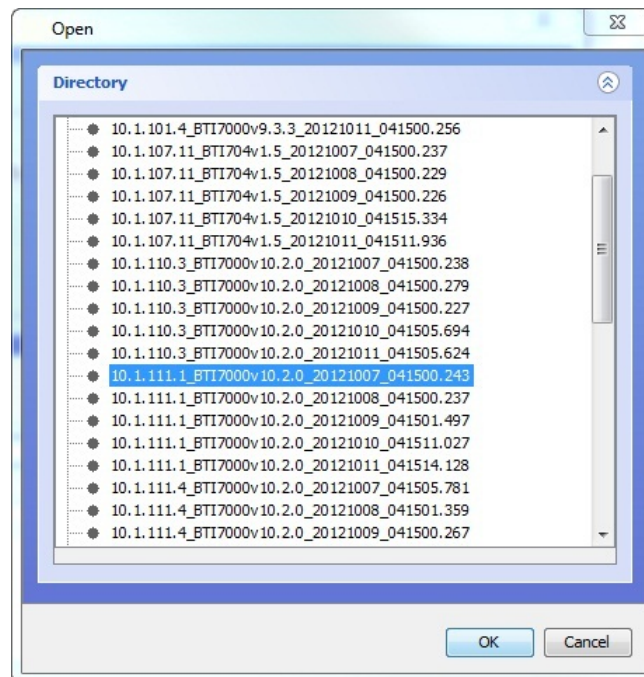 Open
Directory
10.1.101.4_BTI7000v9.3.3_20121011_041500.256
10.1.107.11_BTI704v1.5_20121007_041500.237
10.1.107.11_BTI704v1.5_20121008_041500.229
10.1.107.11_BTI704v1.5_20121009_041500.226
10.1.107.11_BTI704v1.5_20121010_041515.334
10.1.107.11_BTI704v1.5_20121011_041511.936
10.1.110.3_BTI7000v10.2.0_20121007_041500.238
10.1.110.3_BTI7000v10.2.0_20121008_041500.279
10.1.110.3_BTI7000v10.2.0_20121009_041500.227
10.1.110.3_BTI7000v10.2.0_20121010_041505.694
10.1.110.3_BTI7000v10.2.0_20121011_041505.624
10.1.111.1_BTI7000v10.2.0_20121007_041500.243
10.1.111.1_BTI7000v10.2.0_20121008_041500.237
10.1.111.1_BTI7000v10.2.0_20121009_041501.497
10.1.111.1_BTI7000v10.2.0_20121010_041511.027
10.1.111.1_BTI7000v10.2.0_20121011_041514.128
10.1.111.4_BTI7000v10.2.0_20121007_041505.781
10.1.111.4_BTI7000v10.2.0_20121008_041501.359
10.1.111.4_BTI7000v10.2.0_20121009_041500.267
OK Cancel